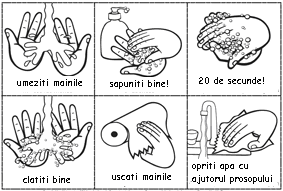 umeziti mainile
sapuniti bine!
20 de secunde!
clatiti bine
uscati mainile
opriti apa cu
ajutorul prosopului